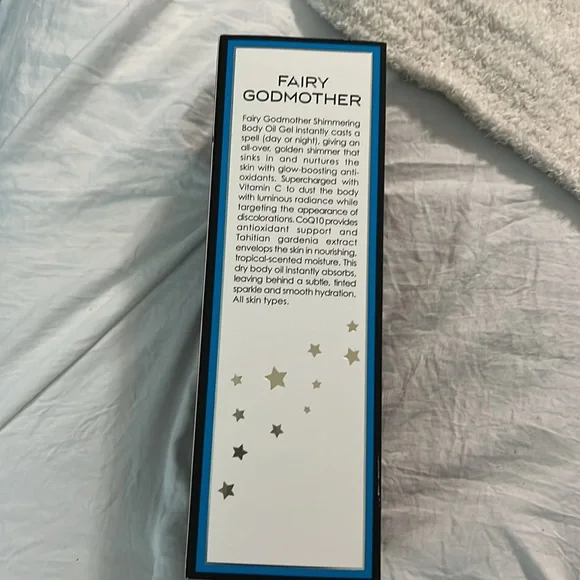 FAIRY
GODMOTHER
Fairy Godmother Shimmering
Body Oil Gel instantly casts a
spell (day or night), giving an
all-over, golden shimmer that
sinks in and nurtures the
skin with glow-boosting anti-
oxidants. Supercharged with
Vitamin C to dust the body
with luminous radiance while
targeting the appearance of
discolorations. CoQ10 provides
antioxidant support and
Tahitian gardenia extract
envelops the skin in nourishing,
tropical-scented moisture. This
dry body oil instantly absorbs,
leaving behind a subtle, tinted
sparkle and smooth hydration.
All skin types.